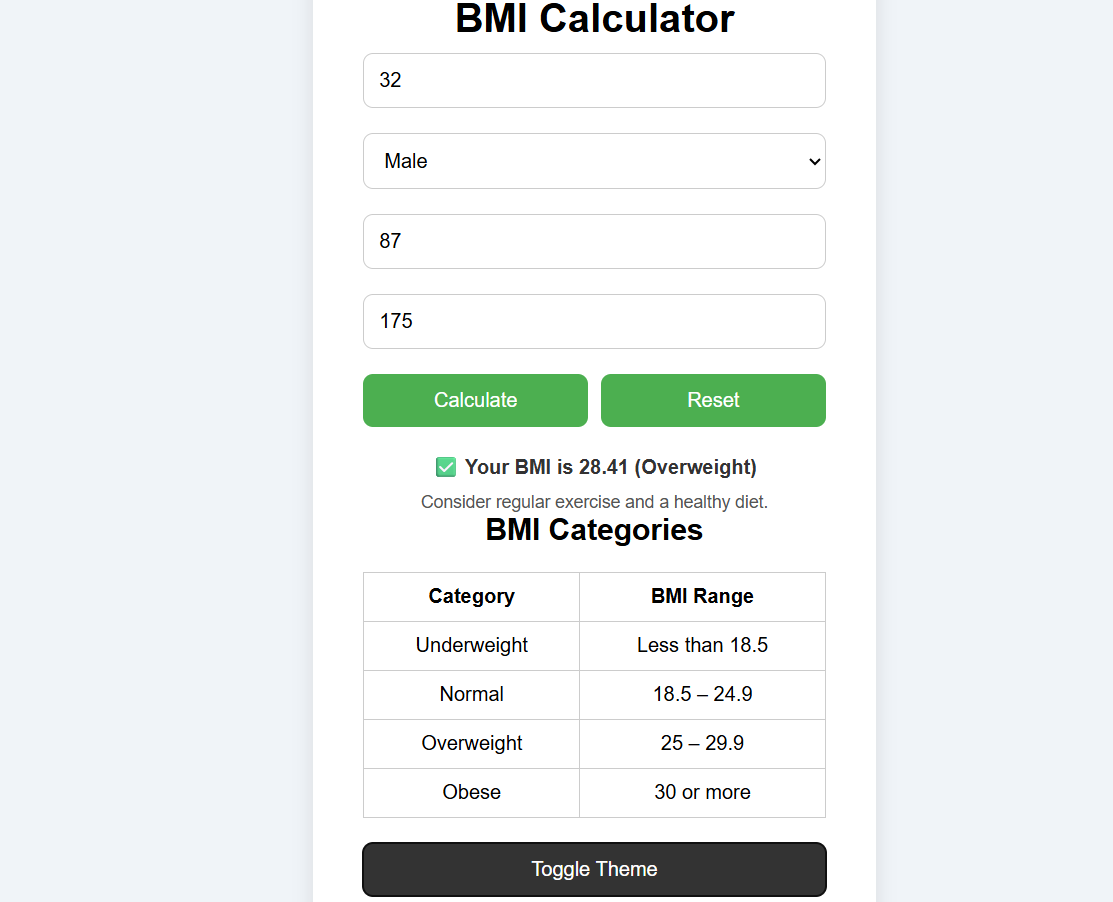 BMI Calculator
32
Male
87
175
Calculate Reset
✅ Your BMI is 28.41 (Overweight)
Consider regular exercise and a healthy diet.
BMI Categories
Category BMI Range
Underweight Less than 18.5
Normal 18.5 – 24.9
Overweight 25 – 29.9
Obese 30 or more
Toggle Theme